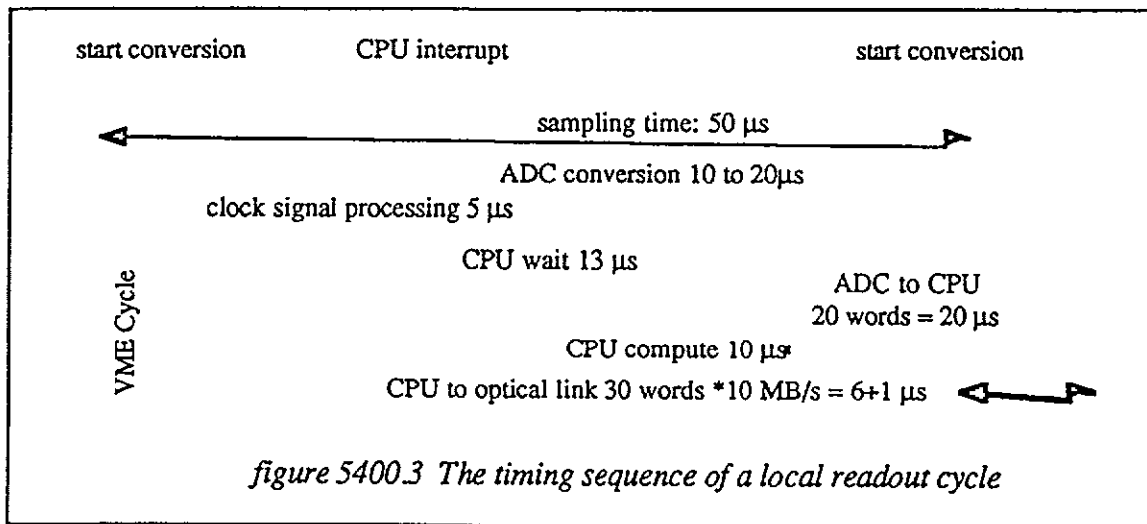 start conversion CPU interrupt start conversion
sampling time: 50 µs
ADC conversion 10 to 20µs
clock signal processing 5 µs
CPU wait 13 µs
ADC to CPU
20 words = 20 µs
VME Cycle
CPU compute 10 µs
CPU to optical link 30 words *10 MB/s = 6+1 µs
figure 5400.3 The timing sequence of a local readout cycle